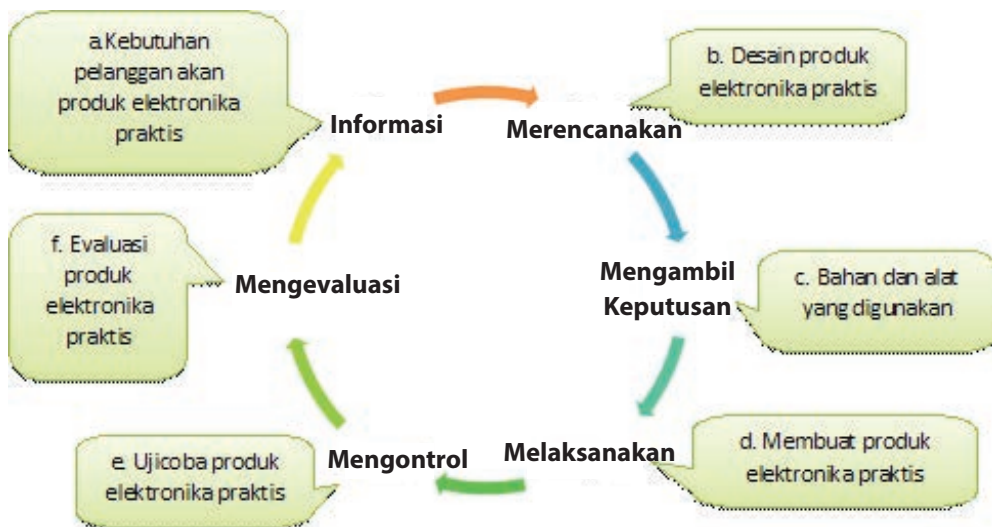 a.Kebutuhan
pelanggan akan
produk elektronika
praktis
Informasi
Merencanakan
b. Desain produk
elektronika praktis
Mengambil
Keputusan
c. Bahan dan alat
yang digunakan
Melaksanakan
d. Membuat produk
elektronika praktis
Mengontrol
e. Ujicoba produk
elektronika praktis
Mengevaluasi
f. Evaluasi
produk
elektronika
praktis